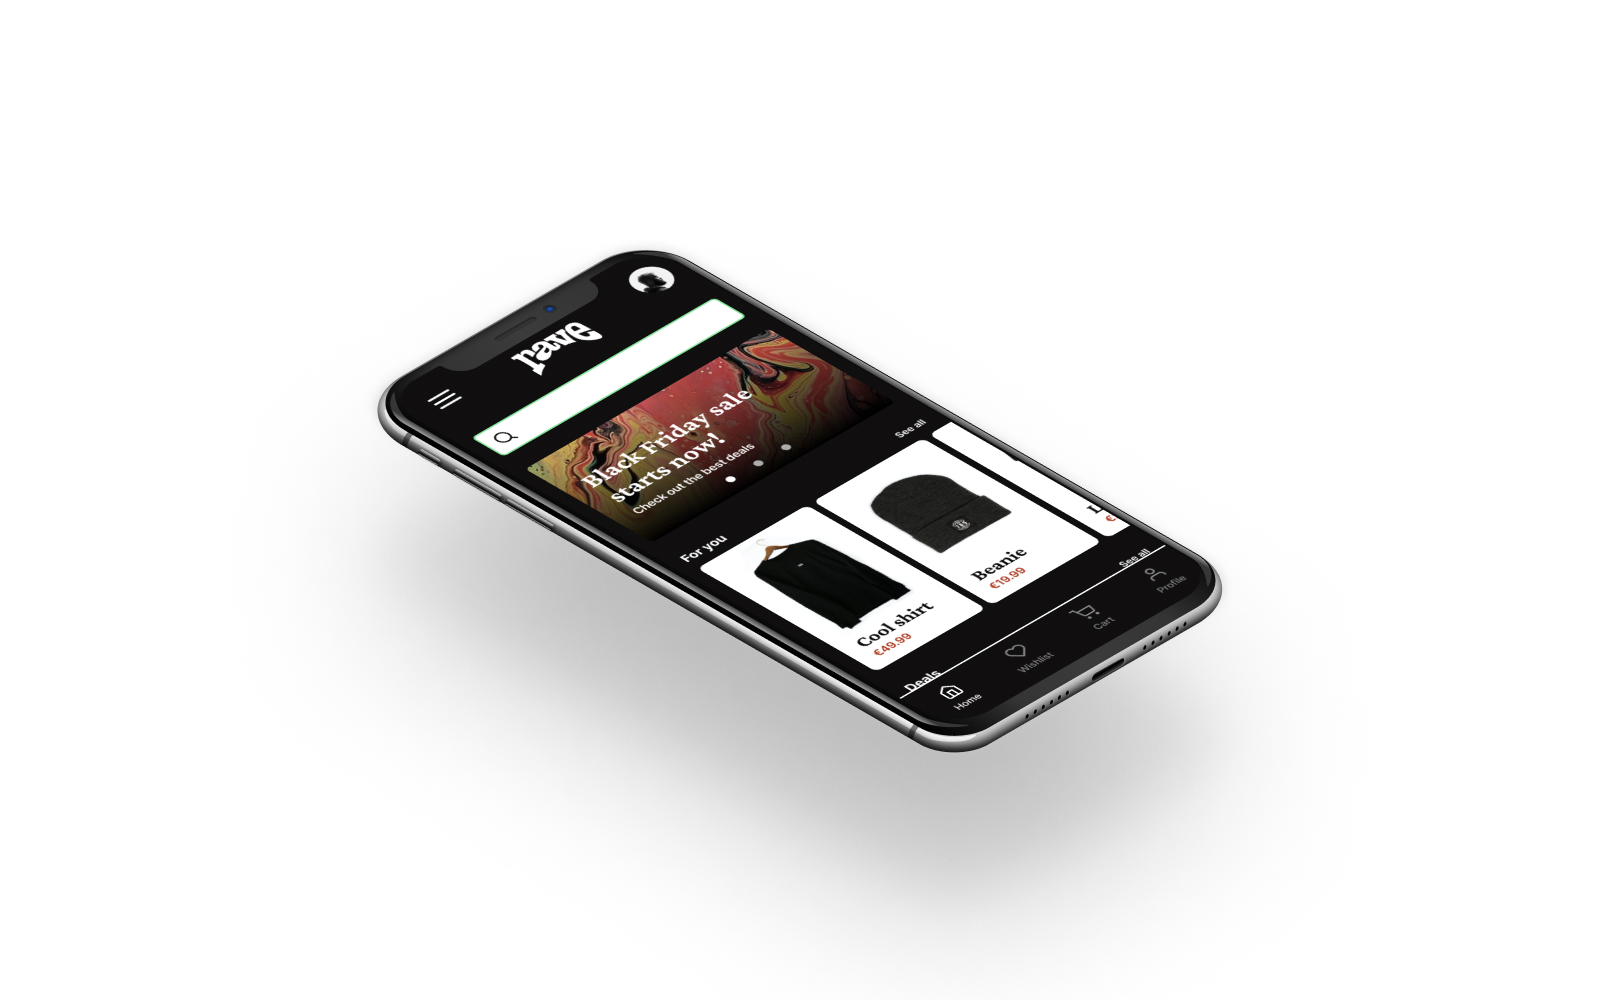 rave
Black Friday sale
starts now!
Check out the best deals
For you
See all
Cool shirt
€49.99
Beanie
€19.99
Deals
See all
Home
Wishlist
Cart
Profile